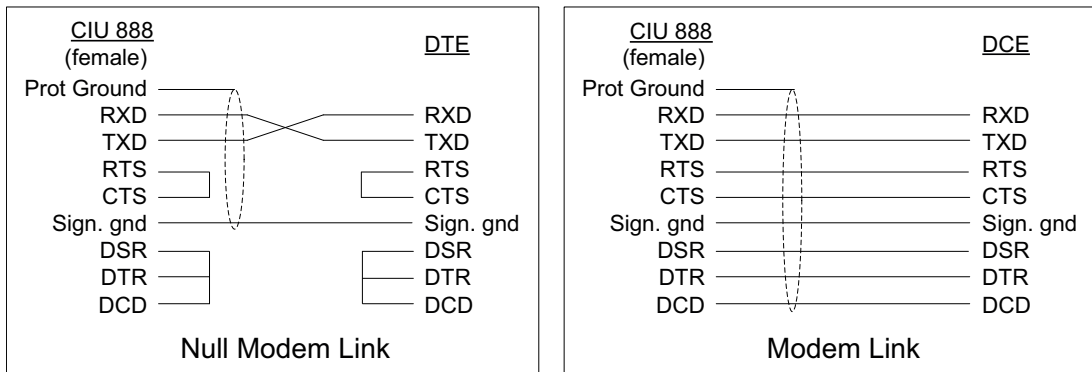 CIU 888
(female)
DTE
Prot Ground
RXD RXD
TXD TXD
RTS RTS
CTS CTS
Sign. gnd Sign. gnd
DSR DSR
DTR DTR
DCD DCD
Null Modem Link
CIU 888
(female)
DCE
Prot Ground
RXD RXD
TXD TXD
RTS RTS
CTS CTS
Sign. gnd Sign. gnd
DSR DSR
DTR DTR
DCD DCD
Modem Link